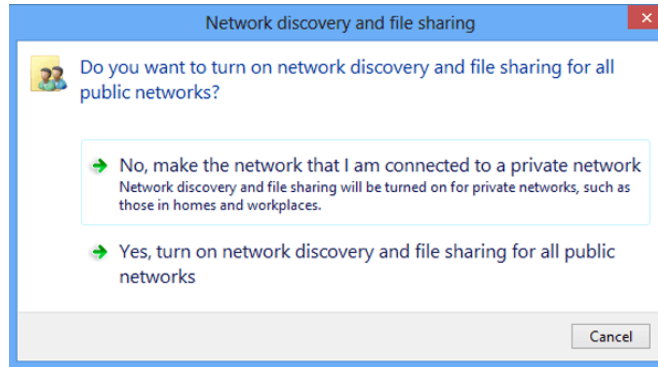 Network discovery and file sharing
Do you want to turn on network discovery and file sharing for all
public networks?
No, make the network that I am connected to a private network
Network discovery and file sharing will be turned on for private networks, such as
those in homes and workplaces.
Yes, turn on network discovery and file sharing for all public
networks
Cancel